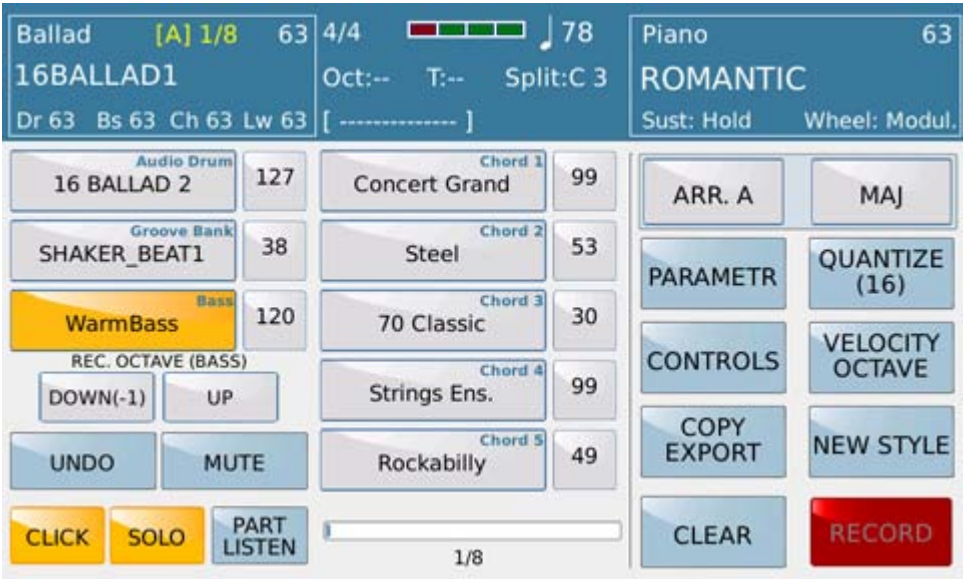 Ballad [A] 1/8 63
16BALLAD1
Dr 63 Bs 63 Ch 63 Lw 63
4/4 78
Oct:-- T:-- Split:C 3
[ -------------- ]
Piano 63
ROMANTIC
Sust: Hold Wheel: Modul.
Audio Drum
16 BALLAD 2 127
Groove Bank
SHAKER_BEAT1 38
Bass
WarmBass 120
REC. OCTAVE (BASS)
DOWN(-1) UP
UNDO MUTE
CLICK SOLO PART LISTEN
Chord 1
Concert Grand 99
Chord 2
Steel 53
Chord 3
70 Classic 30
Chord 4
Strings Ens. 99
Chord 5
Rockabilly 49
1/8
ARR. A MAJ
PARAMETR QUANTIZE (16)
CONTROLS VELOCITY OCTAVE
COPY EXPORT NEW STYLE
CLEAR RECORD